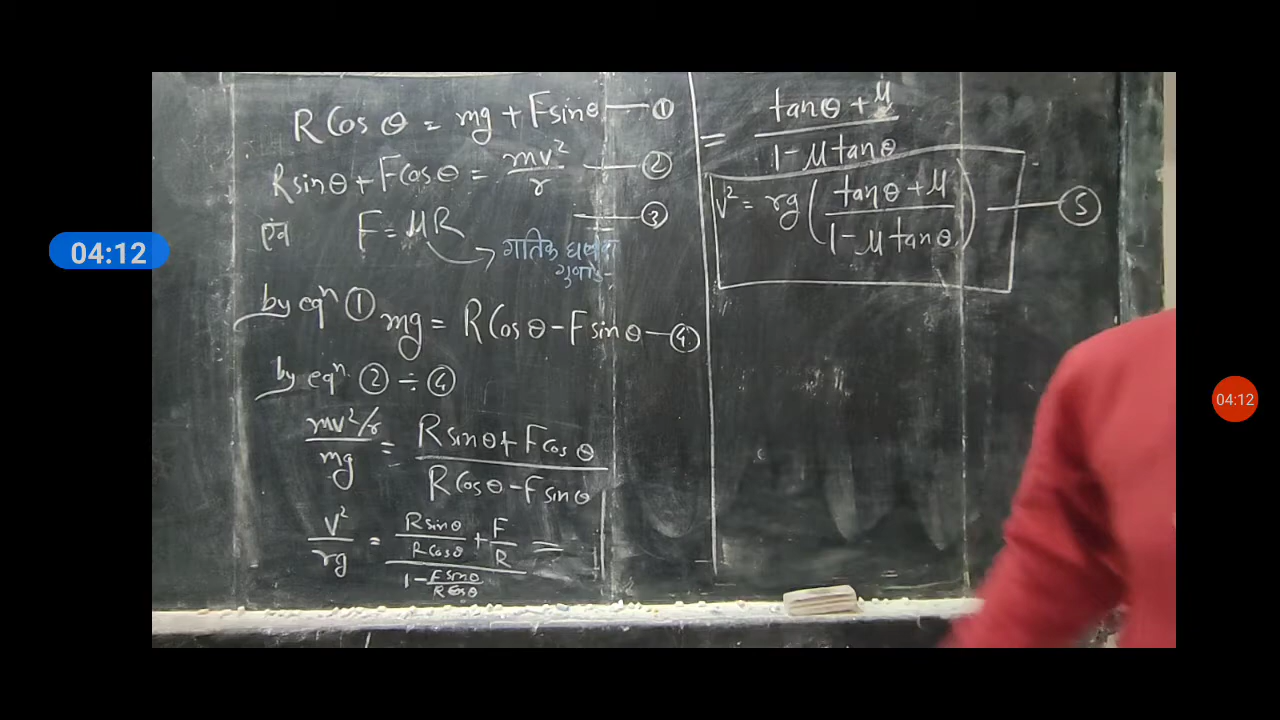 R Cos θ = mg + F sin θ — ①
R sin θ + F cos θ = mv²/r — ②
एवं F = μR — ③
→ गतिक घर्षण
by eqⁿ ① mg = R Cos θ − F sin θ — ④
by eqⁿ. ② ÷ ④
(mv²/r)/(mg) = (R sin θ + F cos θ)/(R Cos θ − F sin θ)
v²/rg = (R sin θ/R Cos θ + F/R)/(1 − F sin θ/R Cos θ) =
= (tan θ + μ)/(1 − μ tan θ)
v² = rg ((tan θ + μ)/(1 − μ tan θ)) — ⑤
04:12
04:12